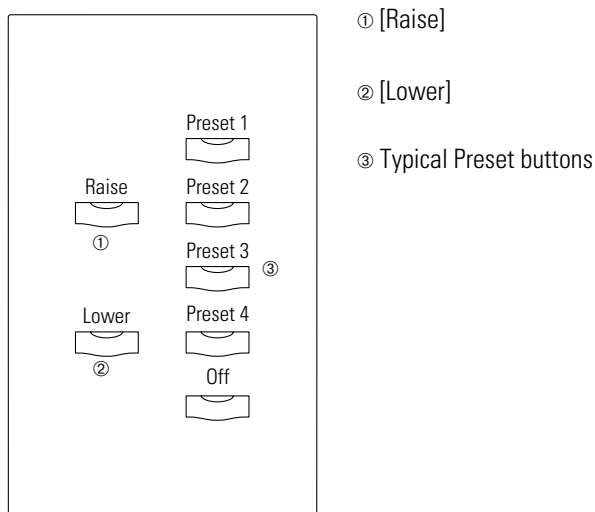 ① [Raise]
② [Lower]
③ Typical Preset buttons
Preset 1
Raise
Preset 2
①
Preset 3
③
Lower
Preset 4
②
Off